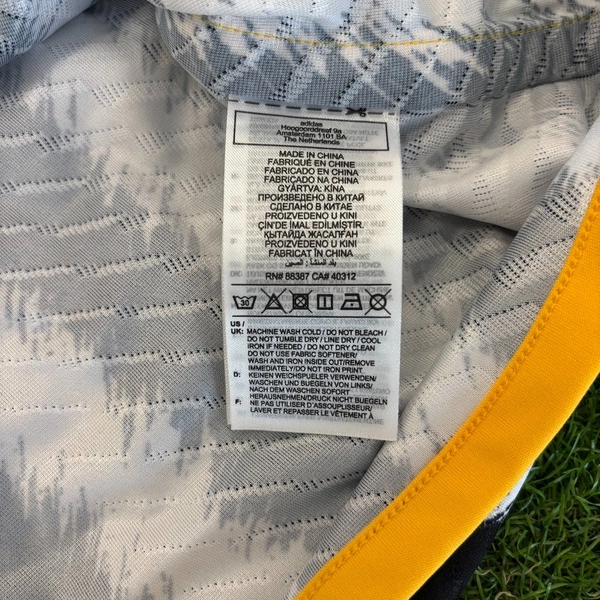 adidas
Hoogoorddreef 9a
Amsterdam 1101 BA
The Netherlands
MADE IN CHINA
FABRIQUÉ EN CHINE
FABRICADO EN CHINA
FABRICADO NA CHINA
GYÁRTVA: KÍNA
ПРОИЗВЕДЕНО В КИТАЙ
СДЕЛАНО В КИТАЕ
PROIZVEDENO U KINI
ÇİN'DE İMAL EDİLMİŞTİR.
ҚЫТАЙДА ЖАСАЛҒАН
PROIZVEDENO U KINI
FABRICAT ÎN CHINA
بلد المنشأ : الصين
RN# 88387 CA# 40312
30
US /
UK: MACHINE WASH COLD / DO NOT BLEACH /
DO NOT TUMBLE DRY / LINE DRY / COOL
IRON IF NEEDED / DO NOT DRY CLEAN
DO NOT USE FABRIC SOFTENER/
WASH AND IRON INSIDE OUT/REMOVE
IMMEDIATELY/DO NOT IRON PRINT
D: KEINEN WEICHSPUELER VERWENDEN/
WASCHEN UND BUEGELN VON LINKS/
NACH DEM WASCHEN SOFORT
HERAUSNEHMEN/DRUCK NICHT BUEGELN
F: NE PAS UTILISER D'ASSOUPLISSEUR/
LAVER ET REPASSER LE VÊTEMENT À